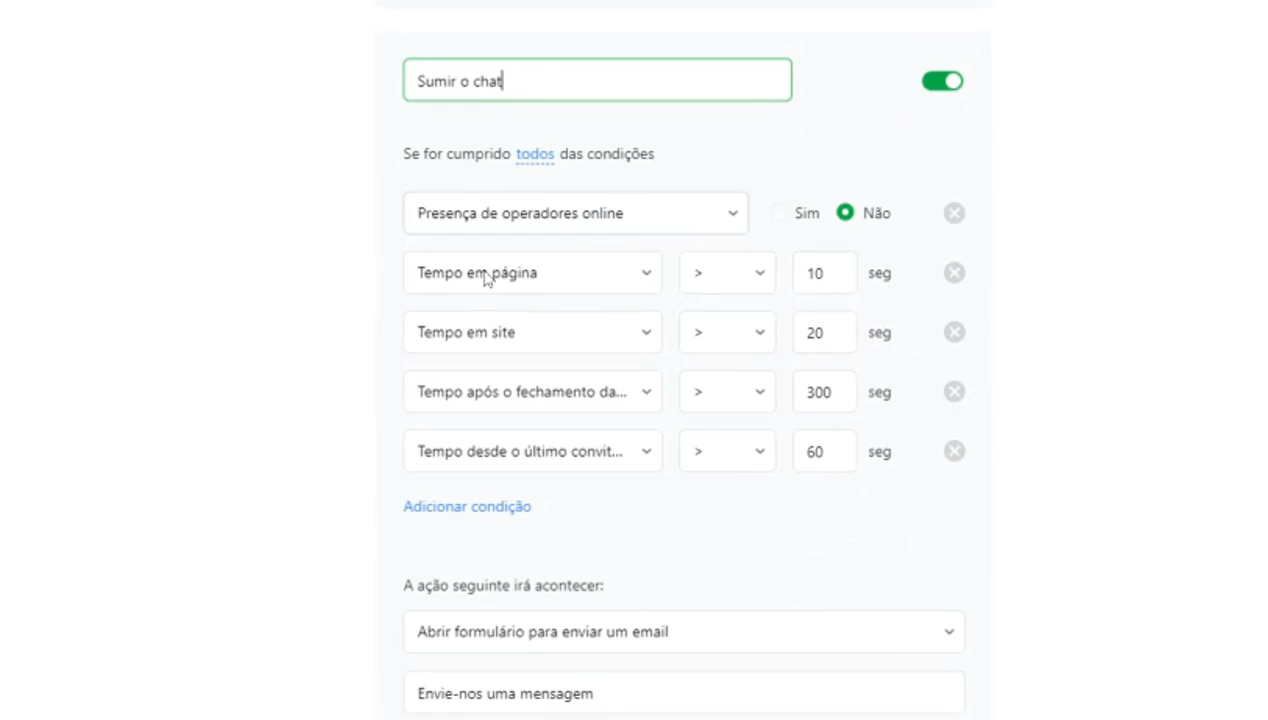 Sumir o chat
Se for cumprido todos das condições
Presença de operadores online Sim Não
Tempo em página > 10 seg
Tempo em site > 20 seg
Tempo após o fechamento da... > 300 seg
Tempo desde o último convit... > 60 seg
Adicionar condição
A ação seguinte irá acontecer:
Abrir formulário para enviar um email
Envie-nos uma mensagem